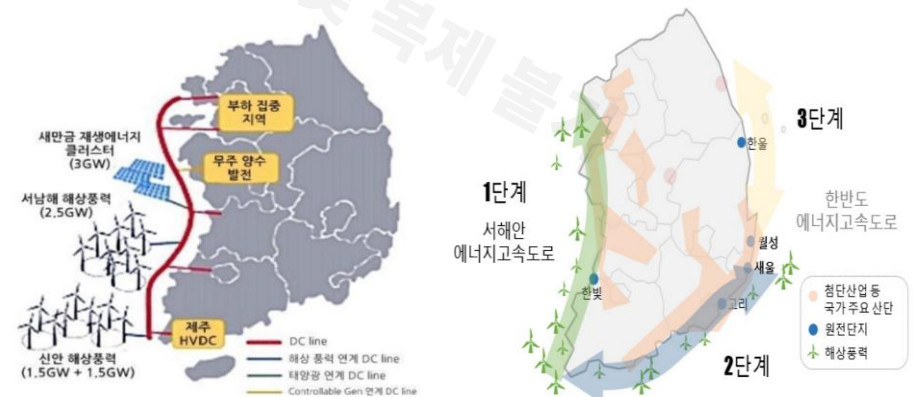 복제 불
부하 집중
지역
새만금 재생에너지
클러스터
(3GW)
무주 양수
발전
서남해 해상풍력
(2.5GW)
제주
HVDC
신안 해상풍력
(1.5GW + 1.5GW)
DC line
해상 풍력 연계 DC line
태양광 연계 DC line
Controllable Gen 연계 DC line
3단계
한울
1단계
서해안
에너지고속도로
한반도
에너지고속도로
월성
새울
한빛
고리
2단계
첨단산업 등
국가 주요 산단
원전단지
해상풍력